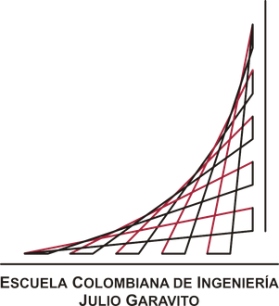 ESCUELA COLOMBIANA DE INGENIERÍA
JULIO GARAVITO